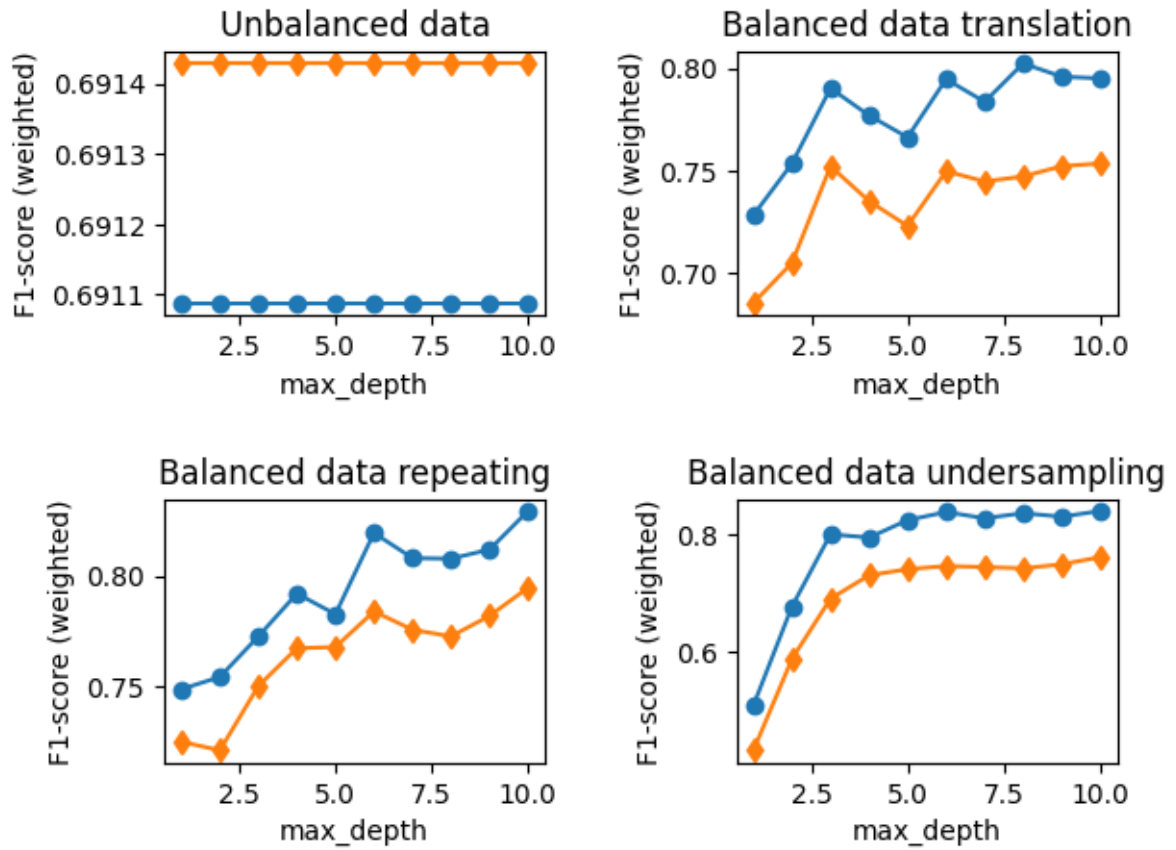 Unbalanced data
F1-score (weighted)
0.6914
0.6913
0.6912
0.6911
2.5 5.0 7.5 10.0
max_depth
Balanced data translation
F1-score (weighted)
0.80
0.75
0.70
2.5 5.0 7.5 10.0
max_depth
Balanced data repeating
F1-score (weighted)
0.80
0.75
2.5 5.0 7.5 10.0
max_depth
Balanced data undersampling
F1-score (weighted)
0.8
0.6
2.5 5.0 7.5 10.0
max_depth